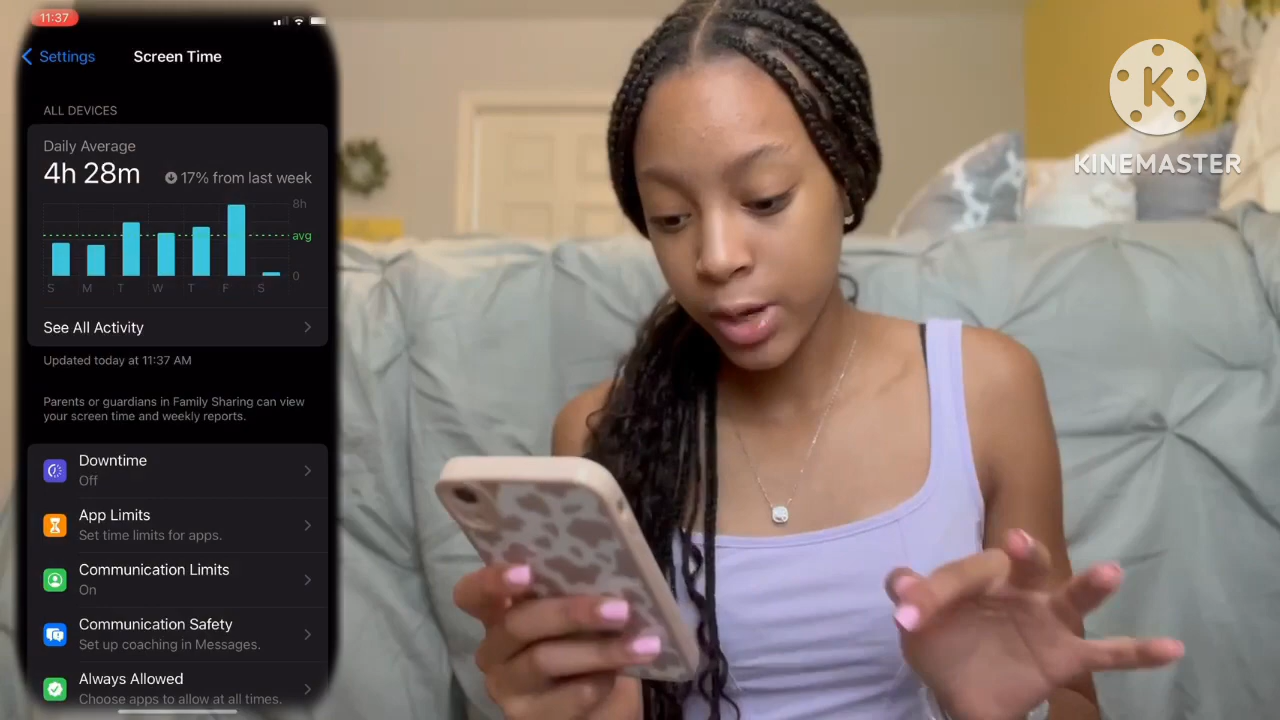 11:37
Settings
Screen Time
ALL DEVICES
Daily Average
4h 28m
17% from last week
8h
avg
0
S M T W T F S
See All Activity
Updated today at 11:37 AM
Parents or guardians in Family Sharing can view
your screen time and weekly reports.
Downtime
Off
App Limits
Set time limits for apps.
Communication Limits
On
Communication Safety
Set up coaching in Messages.
Always Allowed
Choose apps to allow at all times.
K
KINEMASTER